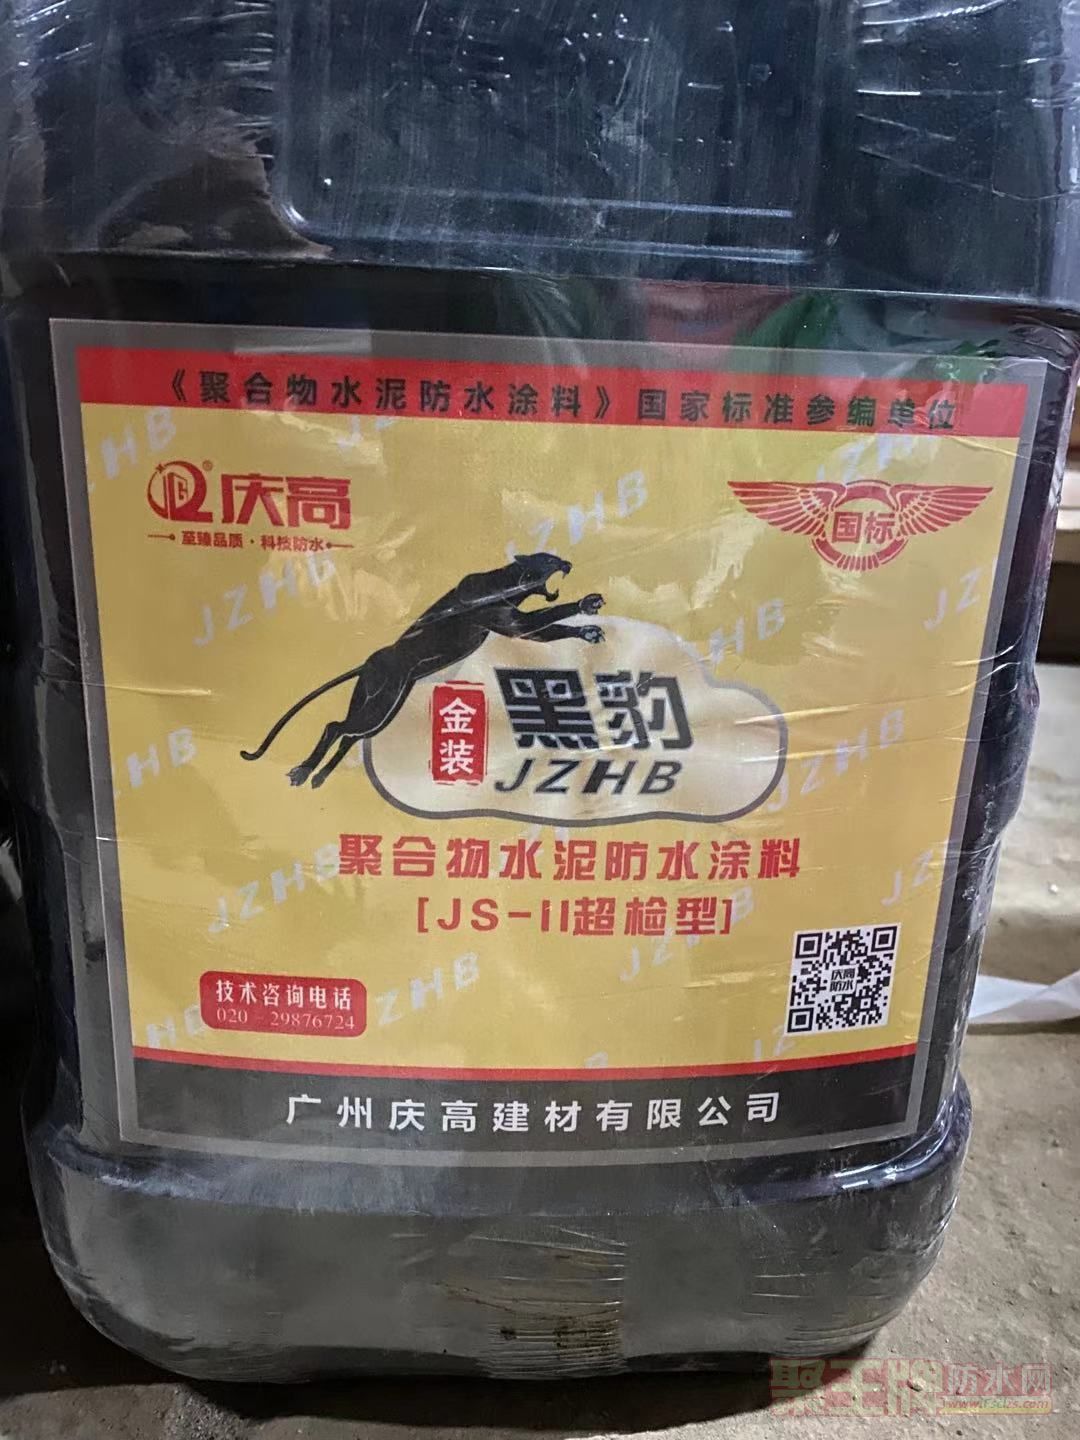 《聚合物水泥防水涂料》国家标准参编单位
庆高®
至臻品质·科技防水
国标
金装
黑豹
JZHB
聚合物水泥防水涂料
[JS-II超检型]
技术咨询电话
020-29876724
庆高
防水
广州庆高建材有限公司
JZHB
JZHB
JZHB
JZHB
JZHB
聚王牌防水网